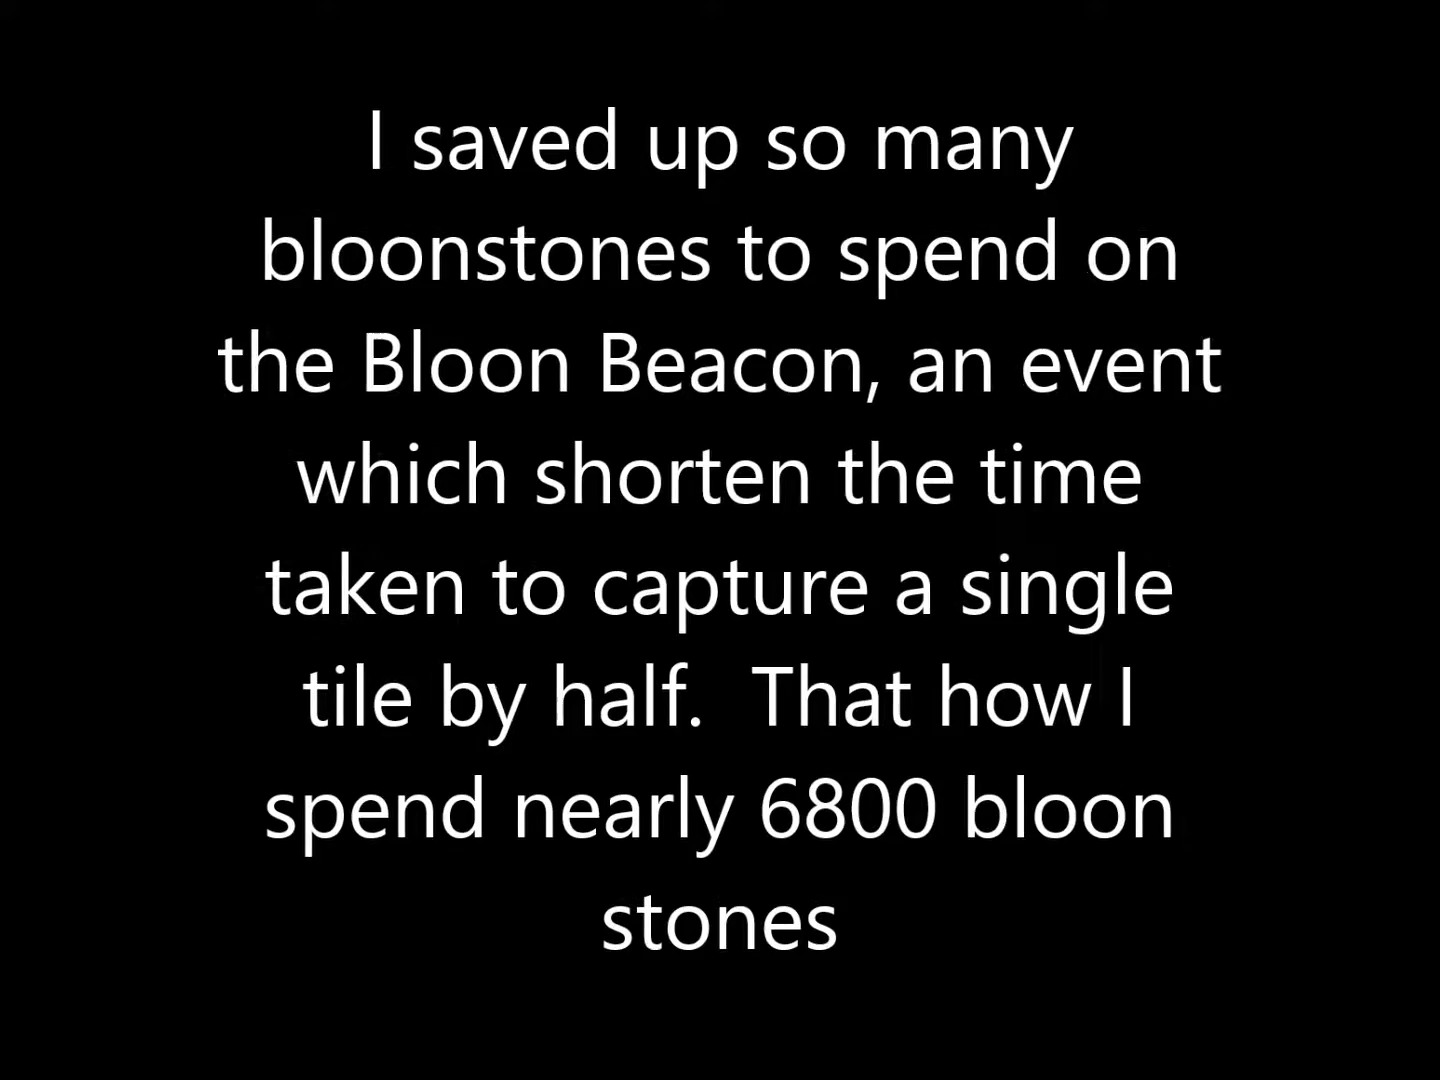 I saved up so many
bloonstones to spend on
the Bloon Beacon, an event
which shorten the time
taken to capture a single
tile by half.  That how I
spend nearly 6800 bloon
stones